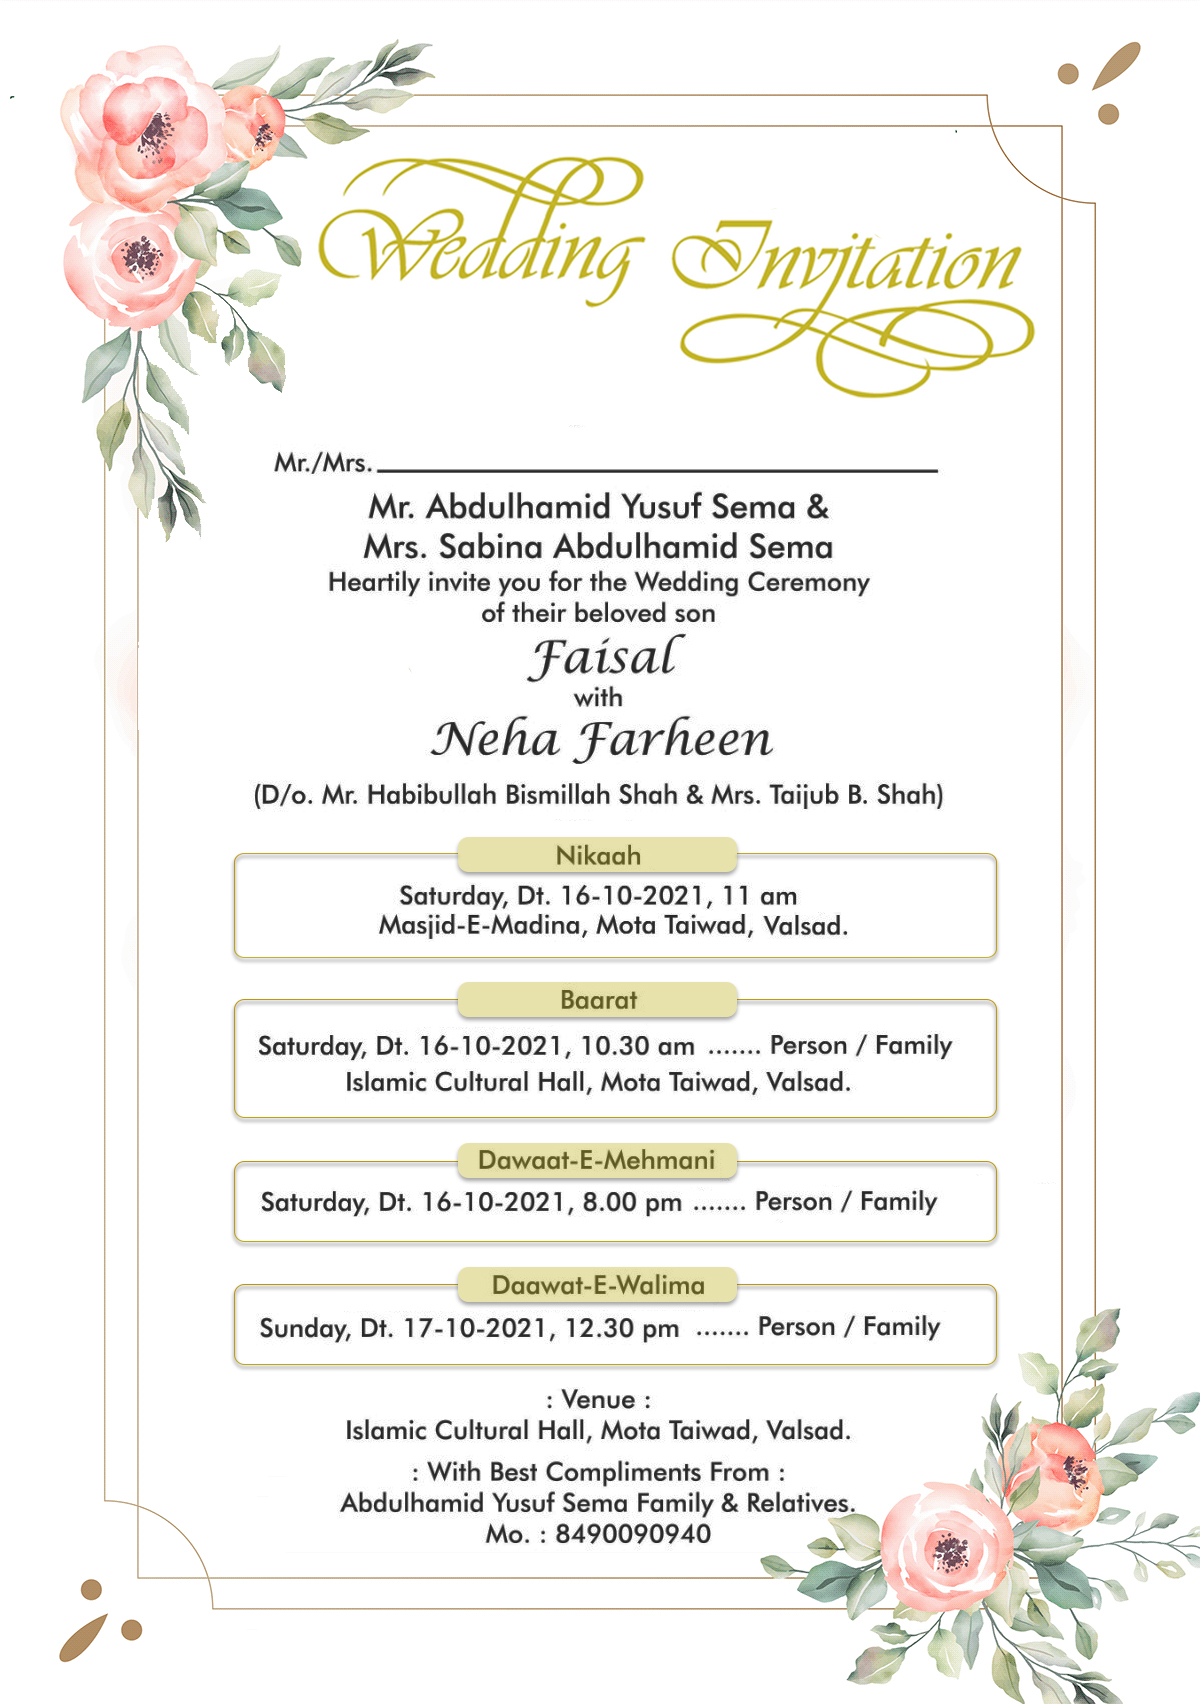 Wedding Invitation
Mr./Mrs.
Mr. Abdulhamid Yusuf Sema &
Mrs. Sabina Abdulhamid Sema
Heartily invite you for the Wedding Ceremony
of their beloved son
Faisal
with
Neha Farheen
(D/o. Mr. Habibullah Bismillah Shah & Mrs. Taijub B. Shah)
Nikaah
Saturday, Dt. 16-10-2021, 11 am
Masjid-E-Madina, Mota Taiwad, Valsad.
Baarat
Saturday, Dt. 16-10-2021, 10.30 am ....... Person / Family
Islamic Cultural Hall, Mota Taiwad, Valsad.
Dawaat-E-Mehmani
Saturday, Dt. 16-10-2021, 8.00 pm ....... Person / Family
Daawat-E-Walima
Sunday, Dt. 17-10-2021, 12.30 pm ....... Person / Family
: Venue :
Islamic Cultural Hall, Mota Taiwad, Valsad.
: With Best Compliments From :
Abdulhamid Yusuf Sema Family & Relatives.
Mo. : 8490090940